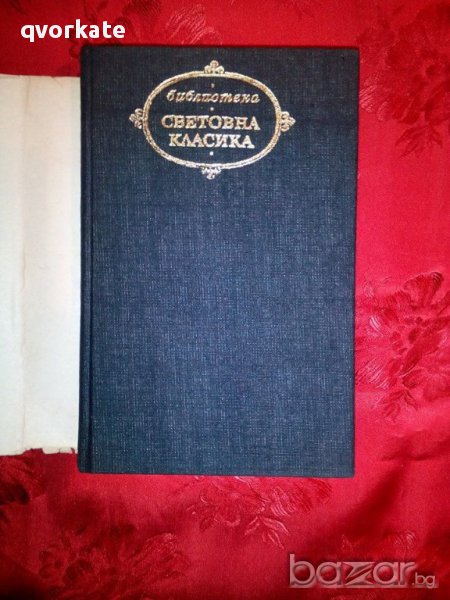 qvorkate
библиотека
СВЕТОВНА
КЛАСИКА
bazar.bg